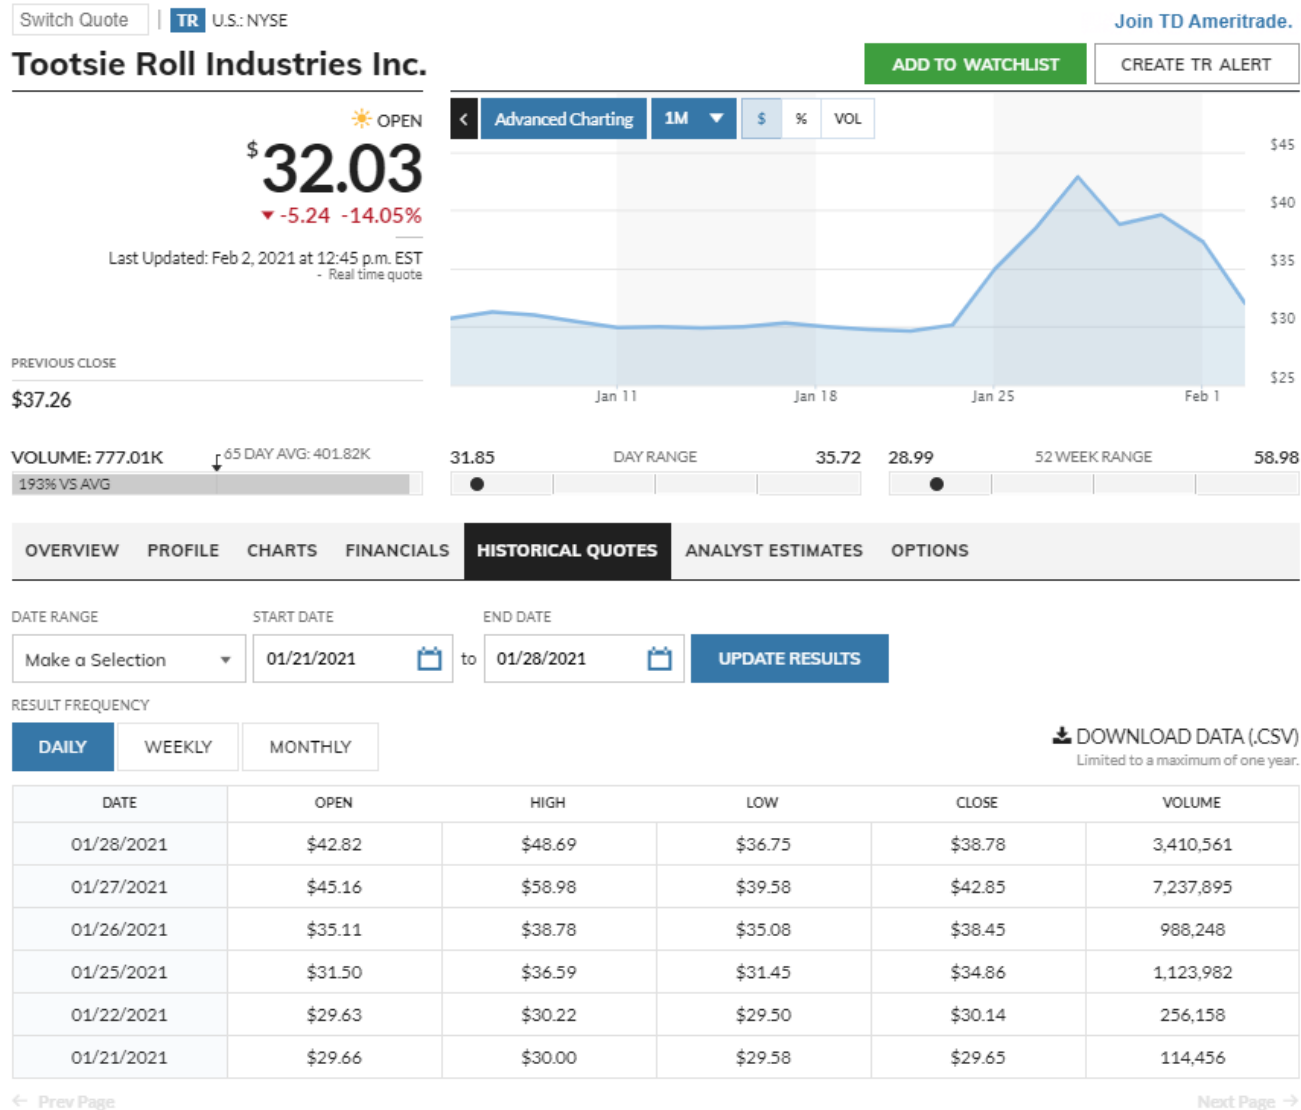 Switch Quote | TR U.S.: NYSE
Join TD Ameritrade.
Tootsie Roll Industries Inc.
ADD TO WATCHLIST
CREATE TR ALERT
OPEN
$32.03
-5.24 -14.05%
Last Updated: Feb 2, 2021 at 12:45 p.m. EST
- Real time quote
PREVIOUS CLOSE
$37.26
Advanced Charting 1M $ % VOL
$45
$40
$35
$30
$25
Jan 11 Jan 18 Jan 25 Feb 1
VOLUME: 777.01K 65 DAY AVG: 401.82K
193% VS AVG
31.85 DAY RANGE 35.72
28.99 52 WEEK RANGE 58.98
OVERVIEW PROFILE CHARTS FINANCIALS HISTORICAL QUOTES ANALYST ESTIMATES OPTIONS
DATE RANGE START DATE END DATE
Make a Selection 01/21/2021 to 01/28/2021 UPDATE RESULTS
RESULT FREQUENCY
DAILY WEEKLY MONTHLY
DOWNLOAD DATA (.CSV)
Limited to a maximum of one year.
DATE OPEN HIGH LOW CLOSE VOLUME
01/28/2021 $42.82 $48.69 $36.75 $38.78 3,410,561
01/27/2021 $45.16 $58.98 $39.58 $42.85 7,237,895
01/26/2021 $35.11 $38.78 $35.08 $38.45 988,248
01/25/2021 $31.50 $36.59 $31.45 $34.86 1,123,982
01/22/2021 $29.63 $30.22 $29.50 $30.14 256,158
01/21/2021 $29.66 $30.00 $29.58 $29.65 114,456
Prev Page Next Page